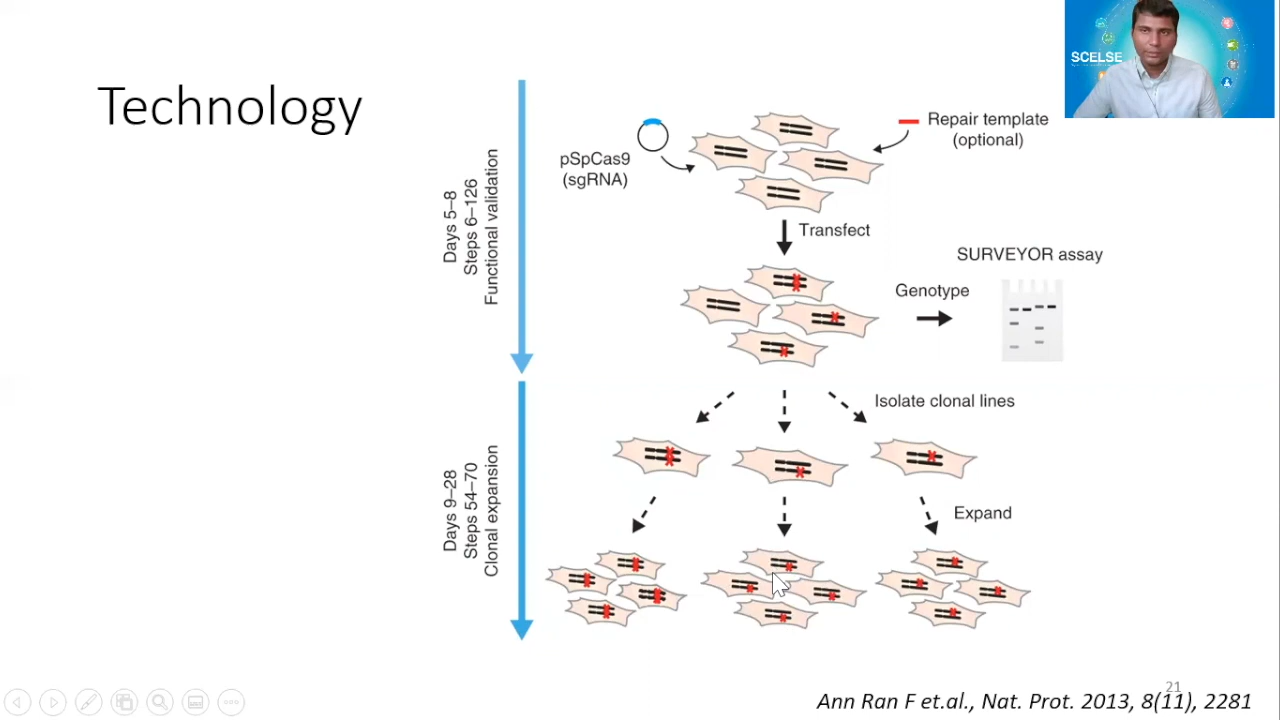 Technology
SCELSE
Days 5–8
Steps 6–126
Functional validation
pSpCas9
(sgRNA)
Repair template
(optional)
Transfect
SURVEYOR assay
Genotype
Days 9–28
Steps 54–70
Clonal expansion
Isolate clonal lines
Expand
21
Ann Ran F et.al., Nat. Prot. 2013, 8(11), 2281